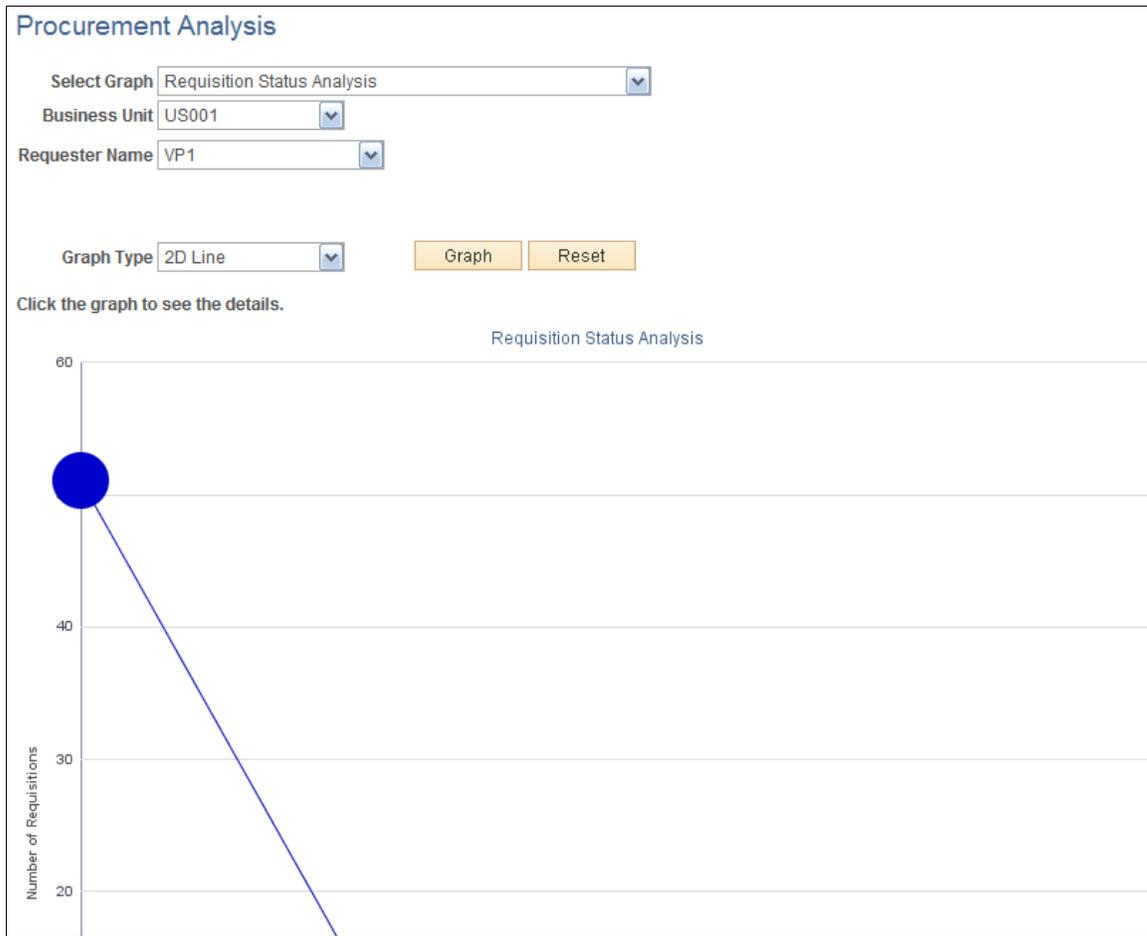 Procurement Analysis
Select Graph Requisition Status Analysis
Business Unit US001
Requester Name VP1
Graph Type 2D Line Graph Reset
Click the graph to see the details.
Requisition Status Analysis
60
40
30
20
Number of Requisitions